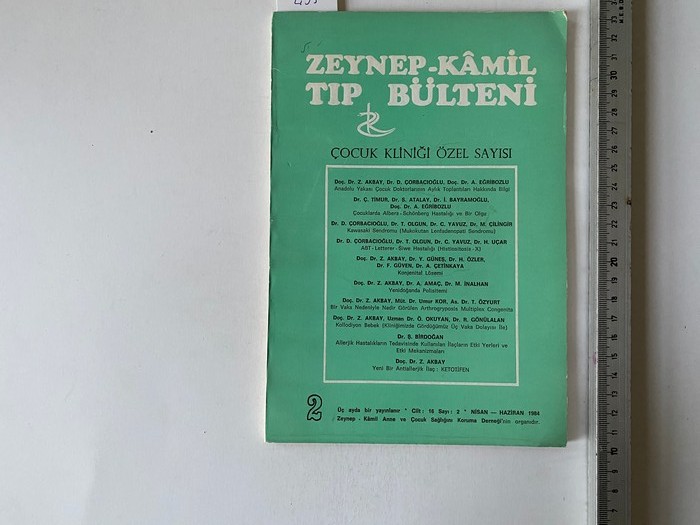 ZEYNEP-KÂMİL
TIP BÜLTENİ
ÇOCUK KLİNİĞİ ÖZEL SAYISI
Doç. Dr. Z. AKBAY, Dr. D. ÇORBACIOĞLU, Doç. Dr. A. EĞRİBOZLU
Anadolu Yakası Çocuk Doktorlarının Aylık Toplantıları Hakkında Bilgi
Dr. Ç. TİMUR, Dr. S. ATALAY, Dr. İ. BAYRAMOĞLU,
Doç. Dr. A. EĞRİBOZLU
Çocuklarda Albers-Schönberg Hastalığı ve Bir Olgu
Dr. D. ÇORBACIOĞLU, Dr. T. OLGUN, Dr. C. YAVUZ, Dr. M. ÇİLİNGİR
Kawasaki Sendromu (Mukokutan Lenfadenopati Sendromu)
Dr. D. ÇORBACIOĞLU, Dr. T. OLGUN, Dr. C. YAVUZ, Dr. H. UÇAR
ABT-Letterer-Siwe Hastalığı (Histiositosis-X)
Doç. Dr. Z. AKBAY, Dr. Y. GÜNEŞ, Dr. H. ÖZLER,
Dr. F. GÜVEN, Dr. A. ÇETİNKAYA
Konjenital Lösemi
Doç. Dr. Z. AKBAY, Dr. A. AMAÇ, Dr. M. İNALHAN
Yenidoğanda Polisitemi
Doç. Dr. Z. AKBAY, Müt. Dr. Umur KOR, As. Dr. T. ÖZYURT
Bir Vaka Nedeniyle Nadir Görülen Arthrogryposis Multiplex Congenita
Doç. Dr. Z. AKBAY, Uzman Dr. Ö. OKUYAN, Dr. R. GÖNÜLALAN
Kollodiyon Bebek (Kliniğimizde Gördüğümüz Üç Vaka Dolayısı İle)
Dr. Ş. BİRDOĞAN
Allerjik Hastalıkların Tedavisinde Kullanılan İlaçların Etki Yerleri ve
Etki Mekanizmaları
Doç. Dr. Z. AKBAY
Yeni Bir Antiallerjik İlaç: KETOTİFEN
2
Üç ayda bir yayınlanır * Cilt: 16 Sayı: 2 * NİSAN — HAZİRAN 1984
Zeynep - Kâmil Anne ve Çocuk Sağlığını Koruma Derneği'nin organıdır.